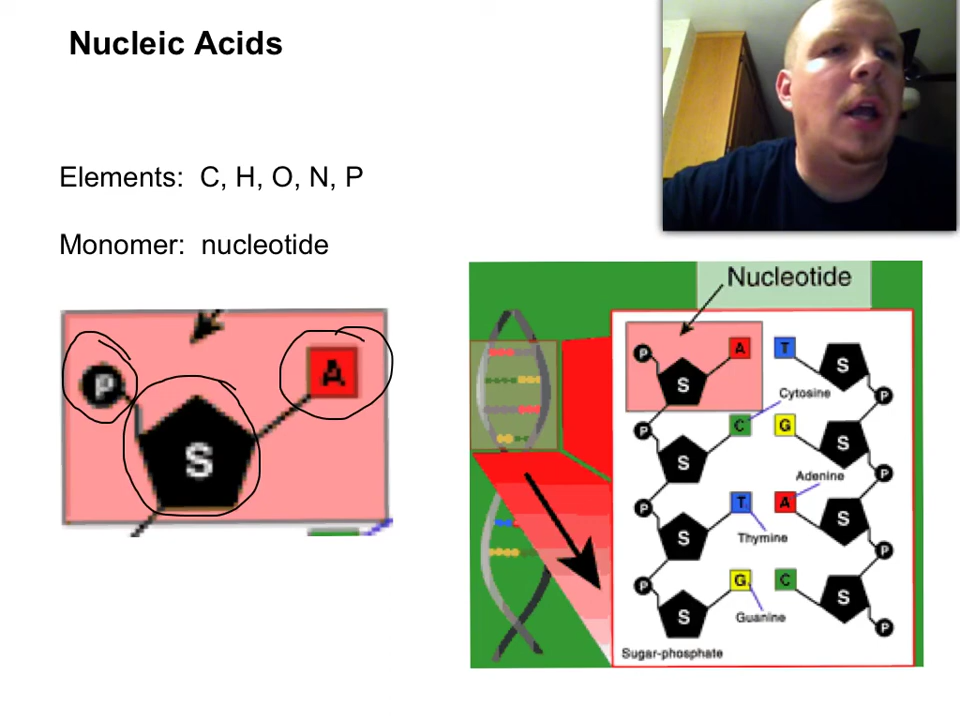 Nucleic Acids
Elements: C, H, O, N, P
Monomer: nucleotide
P
A
S
Nucleotide
P
A
T
S
S
Cytosine
P
C
G
P
S
S
Adenine
P
T
A
P
S
S
Thymine
P
G
C
P
S
S
Guanine
P
Sugar-phosphate